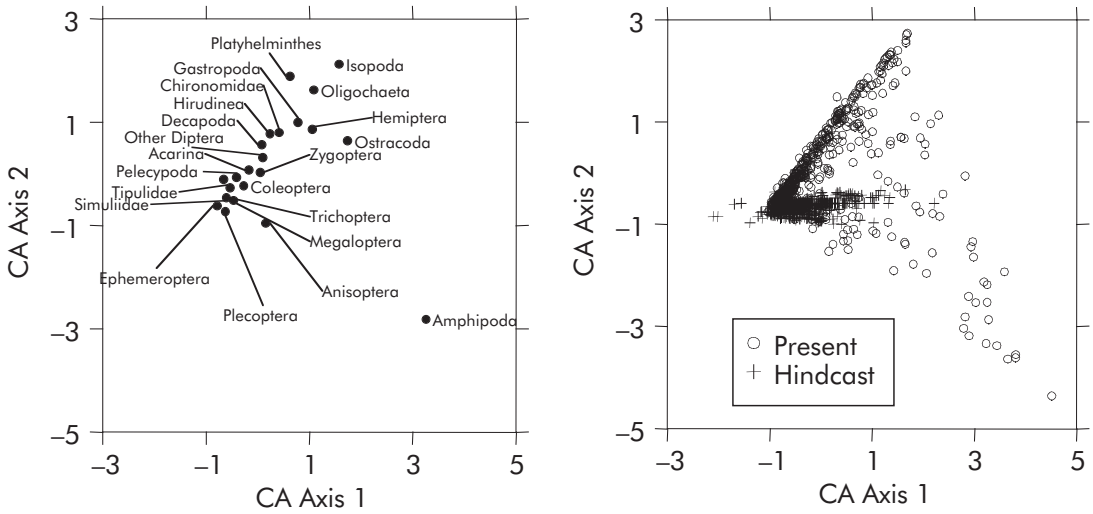 3
1
−1
−3
−5
CA Axis 2
Platyhelminthes
Isopoda
Gastropoda
Oligochaeta
Chironomidae
Hirudinea
Hemiptera
Decapoda
Other Diptera
Ostracoda
Acarina
Zygoptera
Pelecypoda
Coleoptera
Tipulidae
Simuliidae
Trichoptera
Megaloptera
Ephemeroptera
Anisoptera
Plecoptera
Amphipoda
−3 −1 1 3 5
CA Axis 1
3
1
−1
−3
−5
CA Axis 2
Present
Hindcast
−3 −1 1 3 5
CA Axis 1